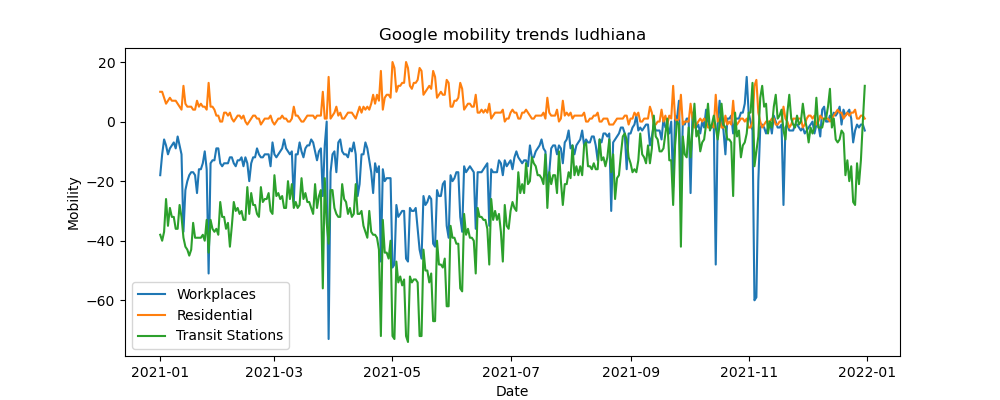 Google mobility trends ludhiana
Mobility
20
0
−20
−40
−60
Workplaces
Residential
Transit Stations
2021-01 2021-03 2021-05 2021-07 2021-09 2021-11 2022-01
Date